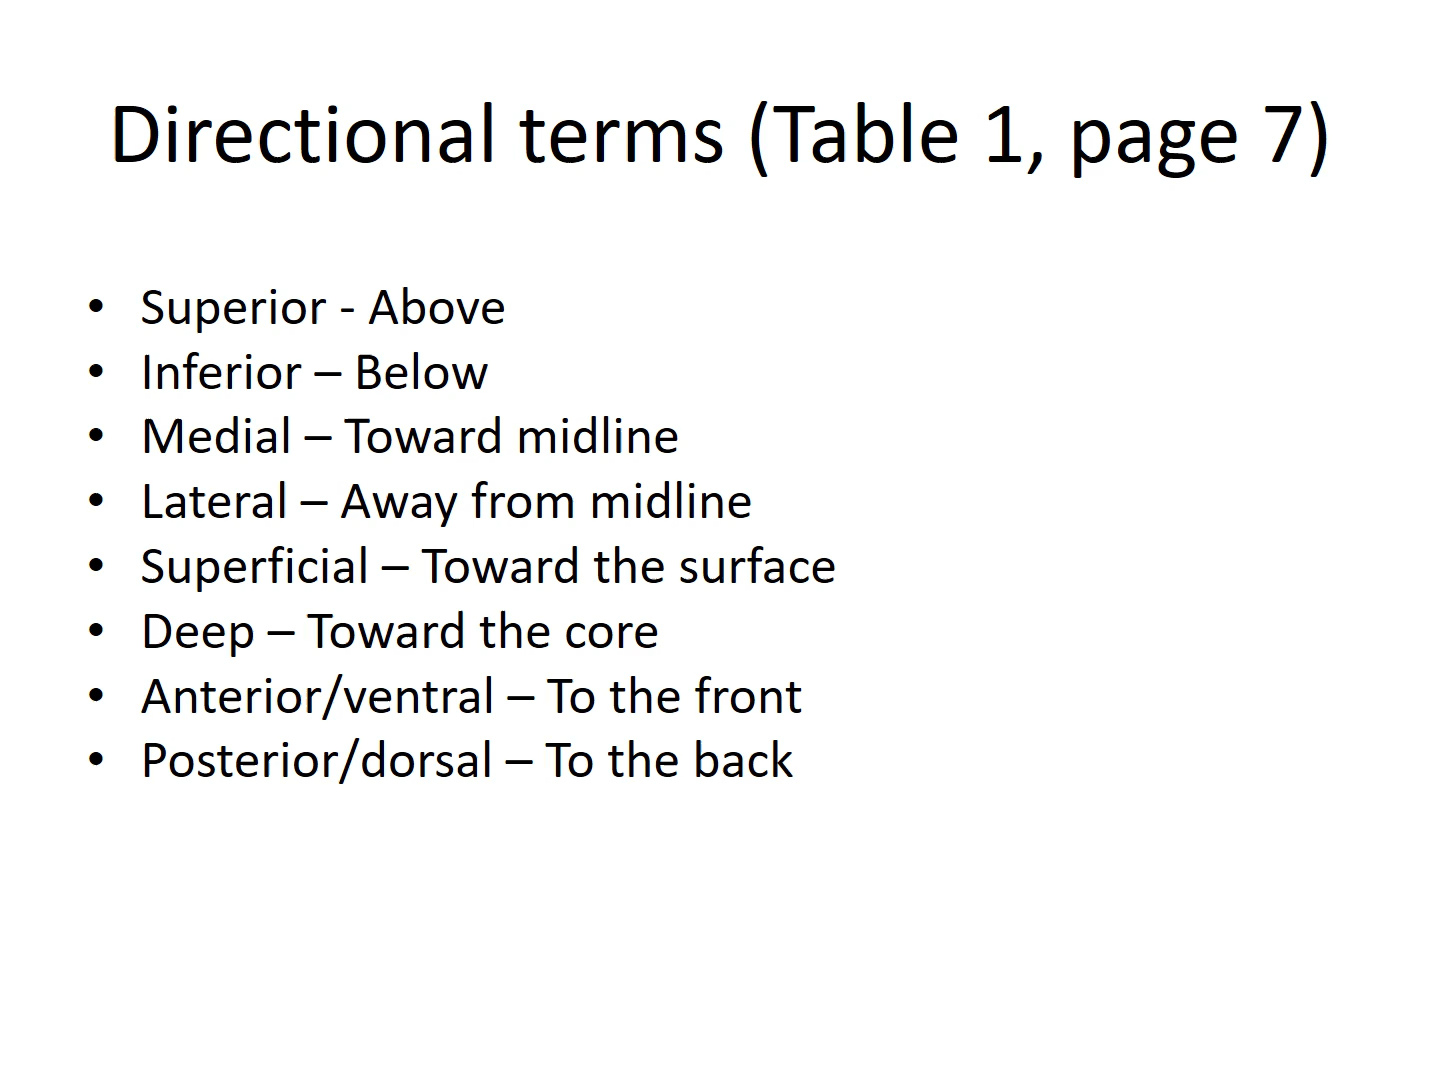 Directional terms (Table 1, page 7)
• Superior - Above
• Inferior – Below
• Medial – Toward midline
• Lateral – Away from midline
• Superficial – Toward the surface
• Deep – Toward the core
• Anterior/ventral – To the front
• Posterior/dorsal – To the back